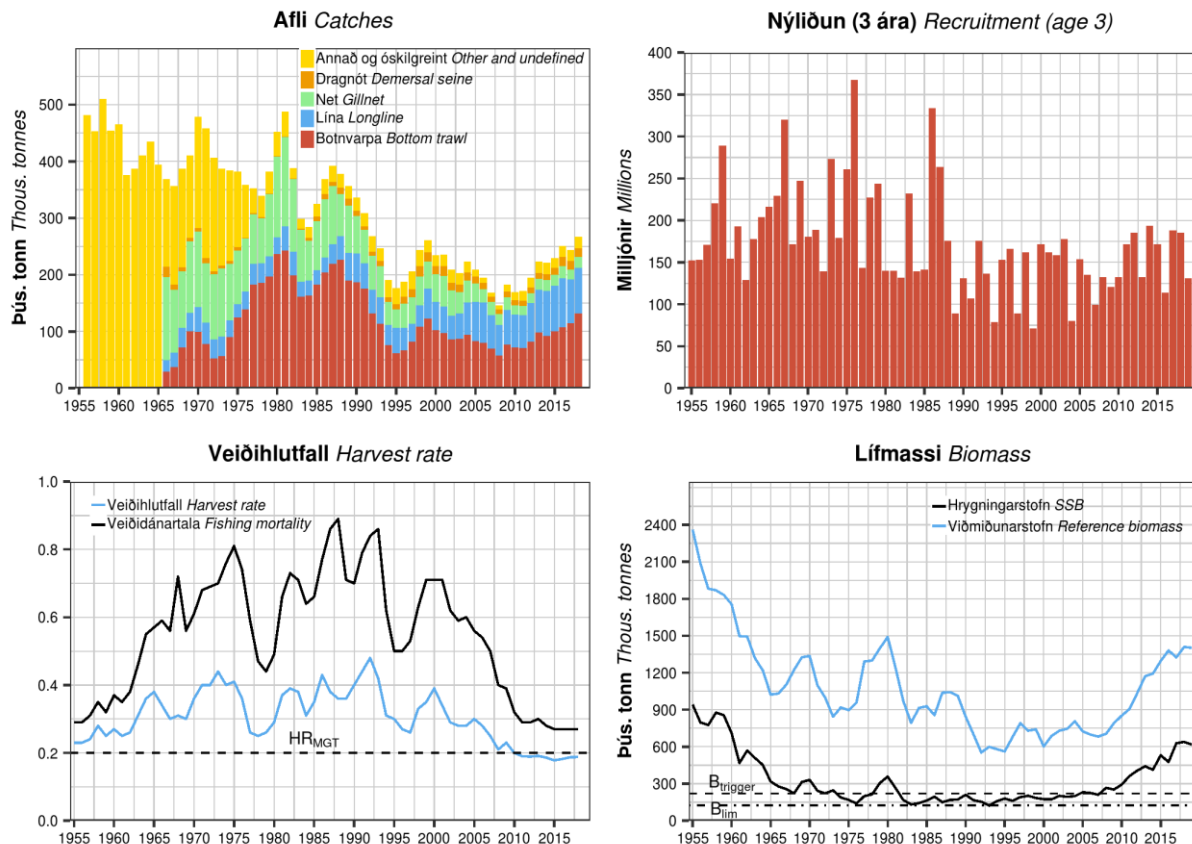 Afli Catches
Þús. tonn Thous. tonnes
Annað og óskilgreint Other and undefined
Dragnót Demersal seine
Net Gillnet
Lína Longline
Botnvarpa Bottom trawl
500
400
300
200
100
0
1955 1960 1965 1970 1975 1980 1985 1990 1995 2000 2005 2010 2015
Nýliðun (3 ára) Recruitment (age 3)
Milljónir Millions
400
350
300
250
200
150
100
50
0
1955 1960 1965 1970 1975 1980 1985 1990 1995 2000 2005 2010 2015
Veiðihlutfall Harvest rate
1.0
0.8
0.6
0.4
0.2
0.0
Veiðihlutfall Harvest rate
Veiðidánartala Fishing mortality
HRMGT
1955 1960 1965 1970 1975 1980 1985 1990 1995 2000 2005 2010 2015
Lífmassi Biomass
Þús. tonn Thous. tonnes
Hrygningarstofn SSB
Viðmiðunarstofn Reference biomass
2400
2100
1800
1500
1200
900
600
300
0
Btrigger
Blim
1955 1960 1965 1970 1975 1980 1985 1990 1995 2000 2005 2010 2015